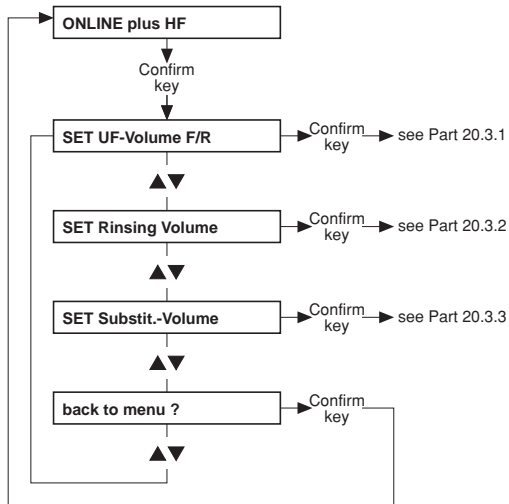 ONLINE plus HF
Confirm
key
SET UF-Volume F/R
Confirm
key
see Part 20.3.1
▲▼
SET Rinsing Volume
Confirm
key
see Part 20.3.2
▲▼
SET Substit.-Volume
Confirm
key
see Part 20.3.3
▲▼
back to menu ?
Confirm
key
▲▼